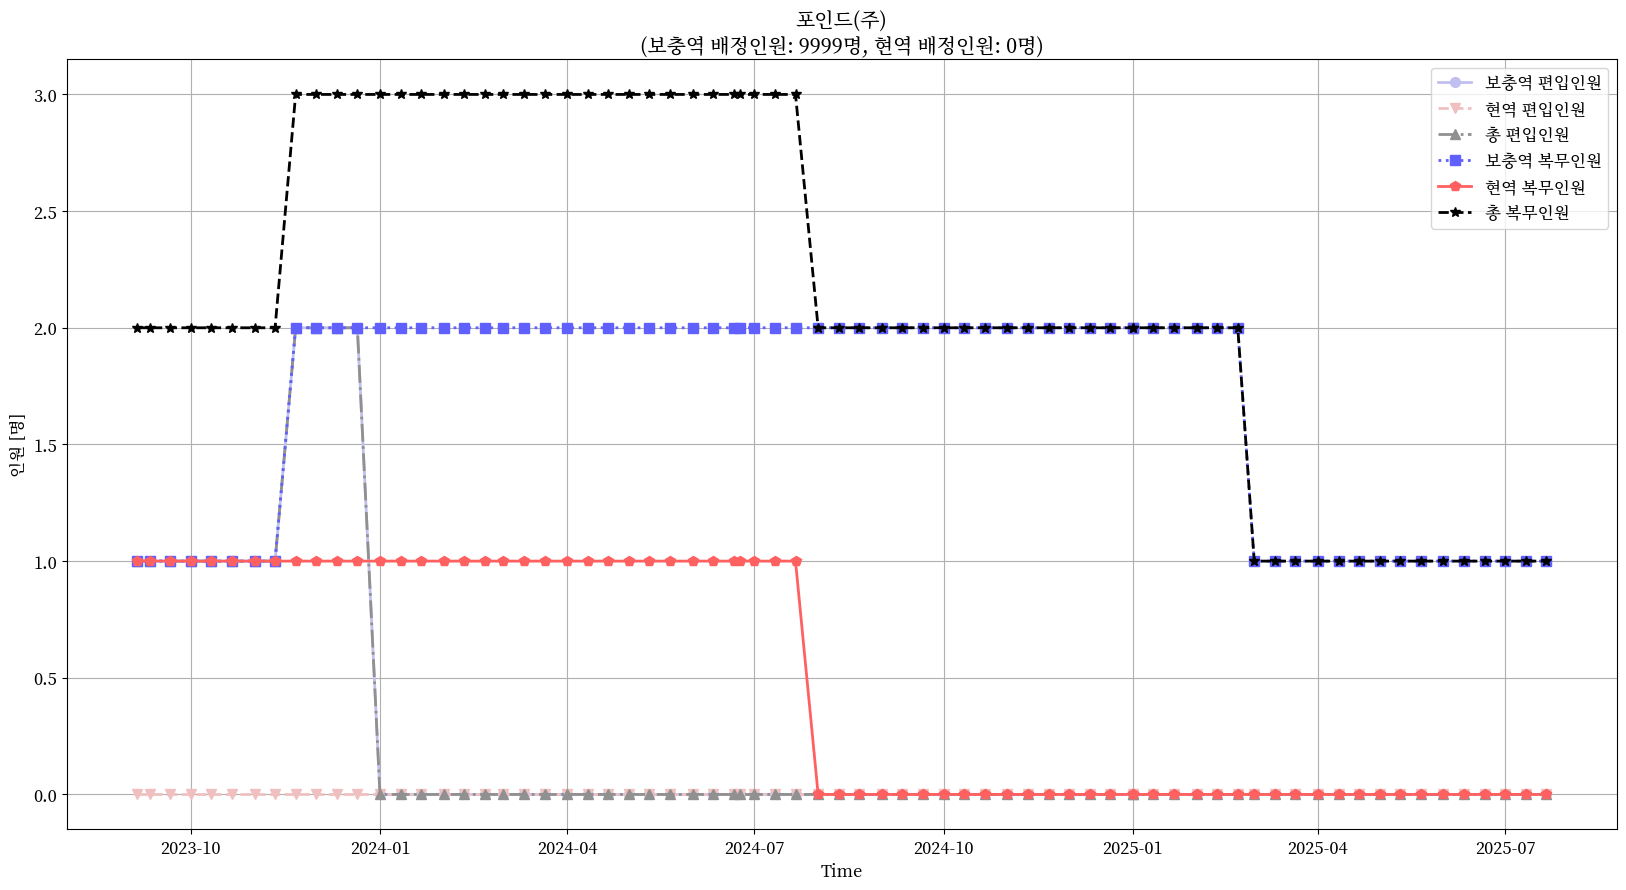 포인드(주)
(보충역 배정인원: 9999명, 현역 배정인원: 0명)
보충역 편입인원
현역 편입인원
총 편입인원
보충역 복무인원
현역 복무인원
총 복무인원
인원 [명]
3.0
2.5
2.0
1.5
1.0
0.5
0.0
2023-10 2024-01 2024-04 2024-07 2024-10 2025-01 2025-04 2025-07
Time